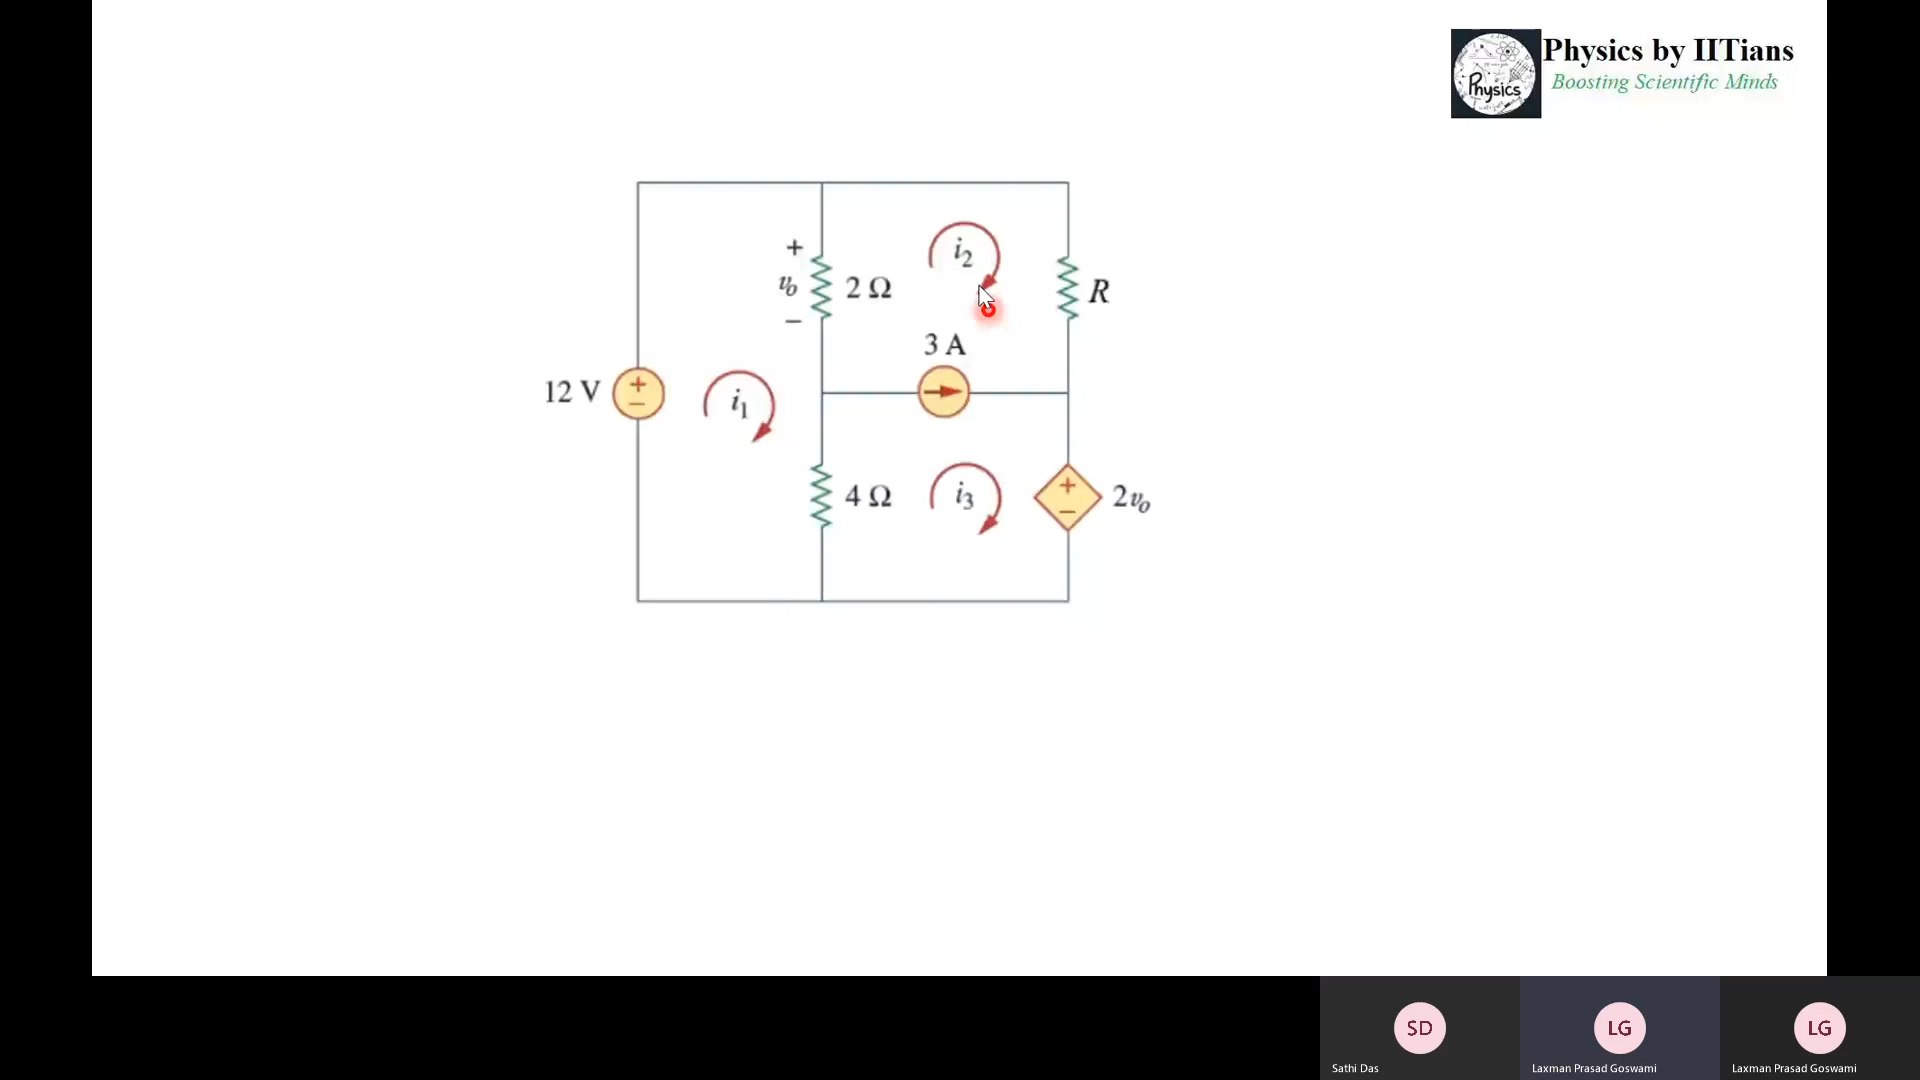 Physics by IITians
Boosting Scientific Minds
Physics
+
v₀
−
2 Ω
i₂
R
3 A
12 V
+
−
i₁
4 Ω
i₃
+
−
2v₀
SD
LG
LG
Sathi Das
Laxman Prasad Goswami
Laxman Prasad Goswami